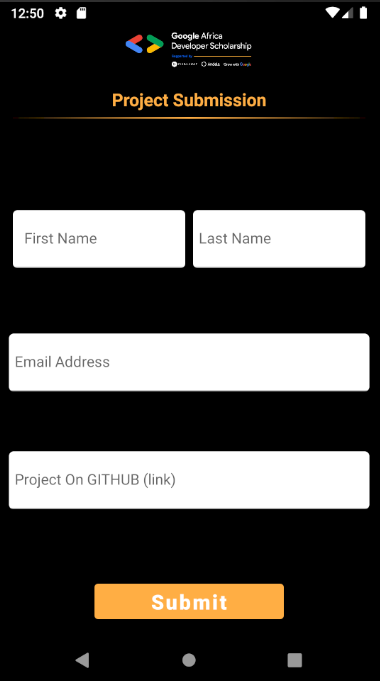 12:50
Google Africa
Developer Scholarship
Project Submission
First Name
Last Name
Email Address
Project On GITHUB (link)
Submit